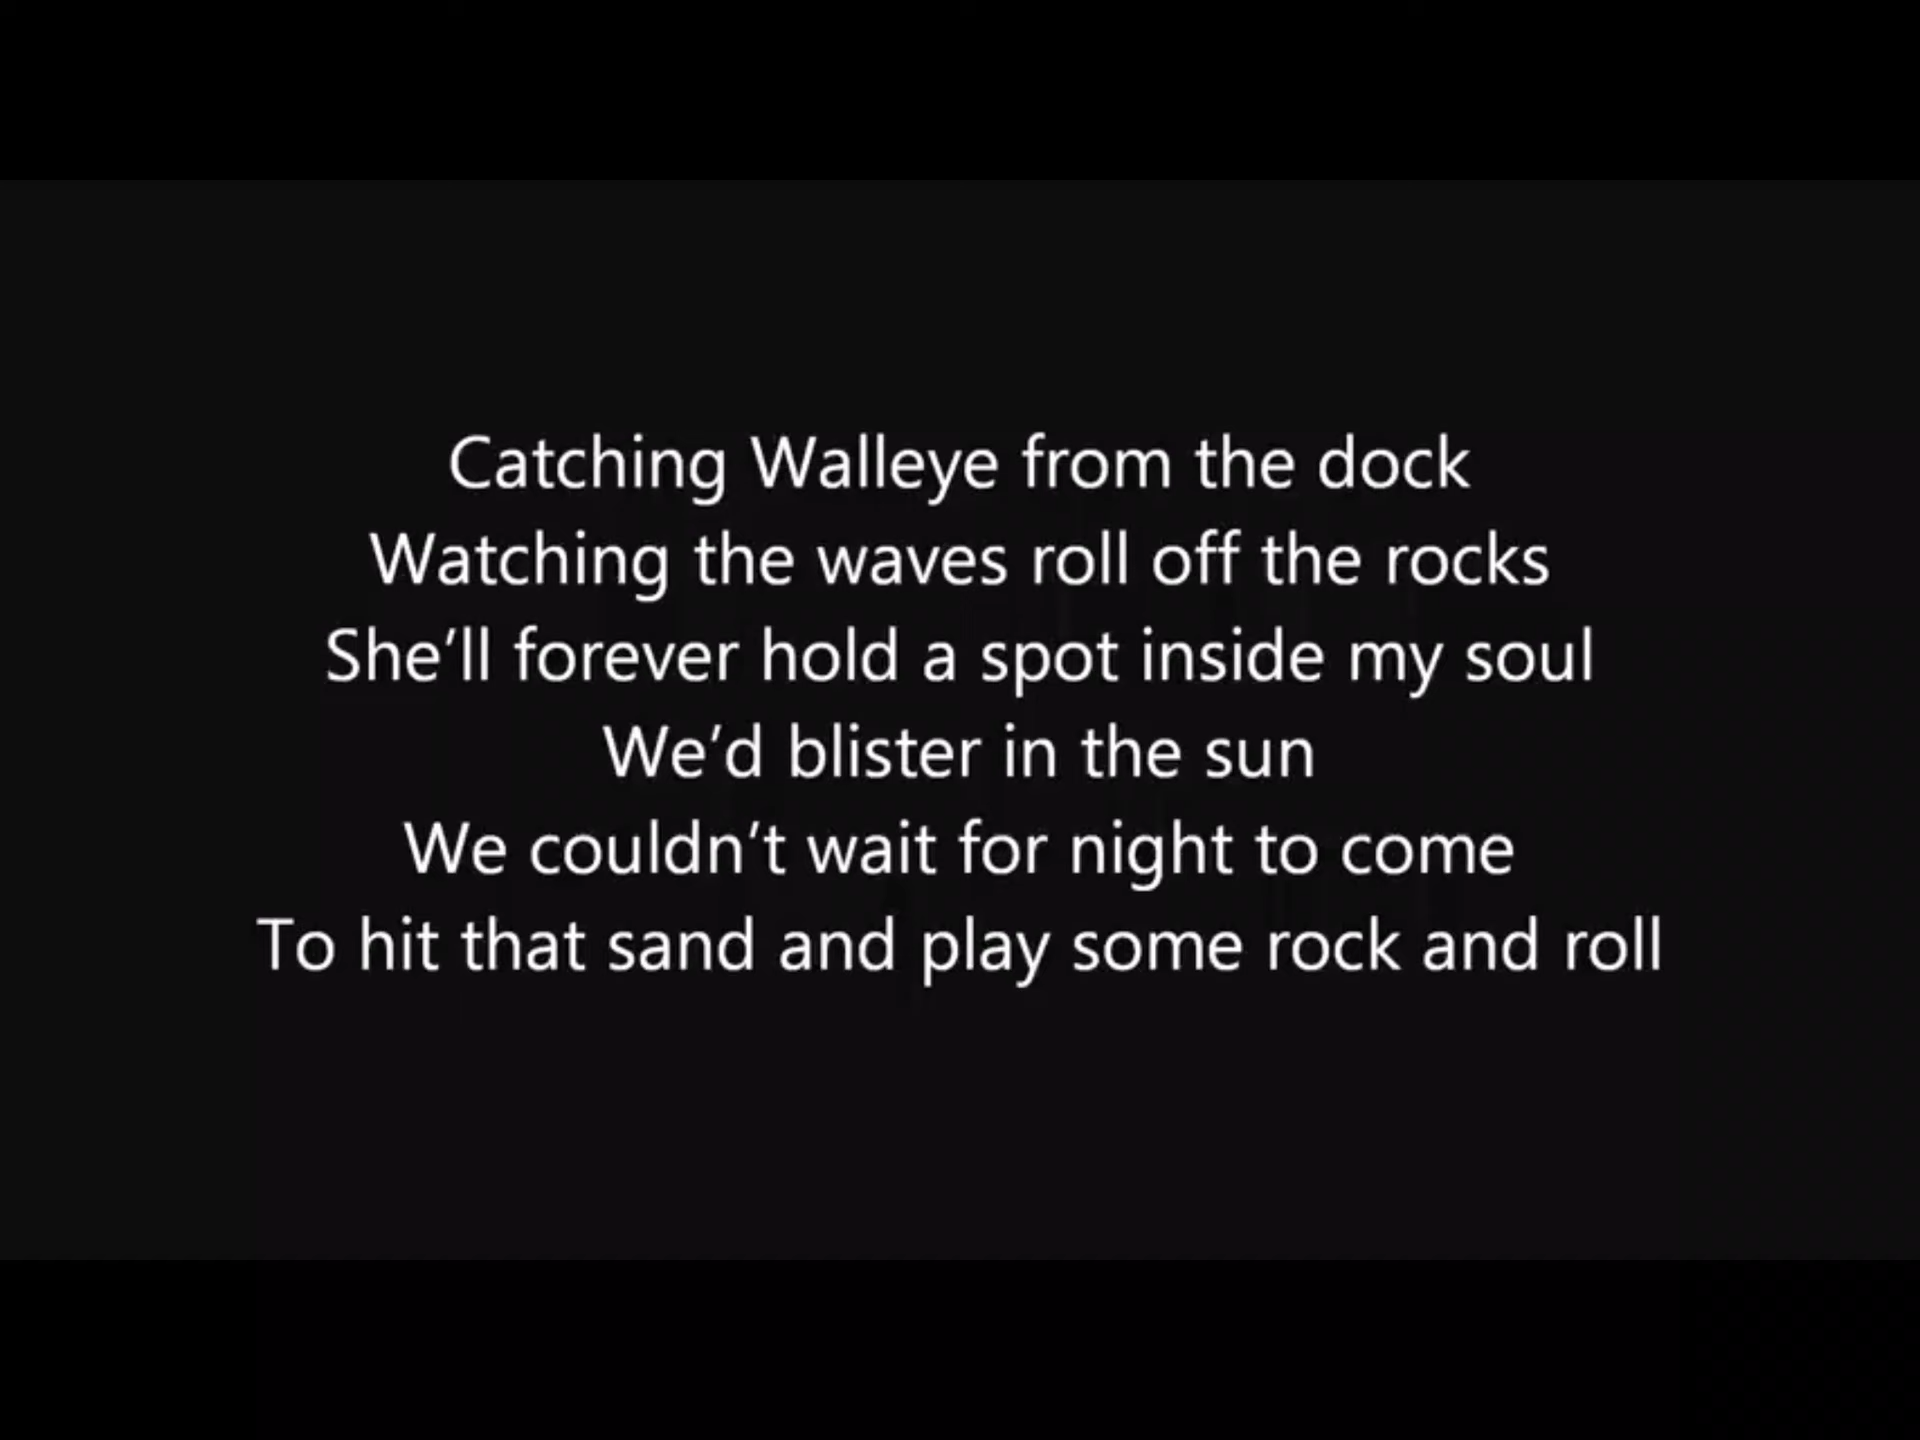 Catching Walleye from the dock
Watching the waves roll off the rocks
She’ll forever hold a spot inside my soul
We’d blister in the sun
We couldn’t wait for night to come
To hit that sand and play some rock and roll